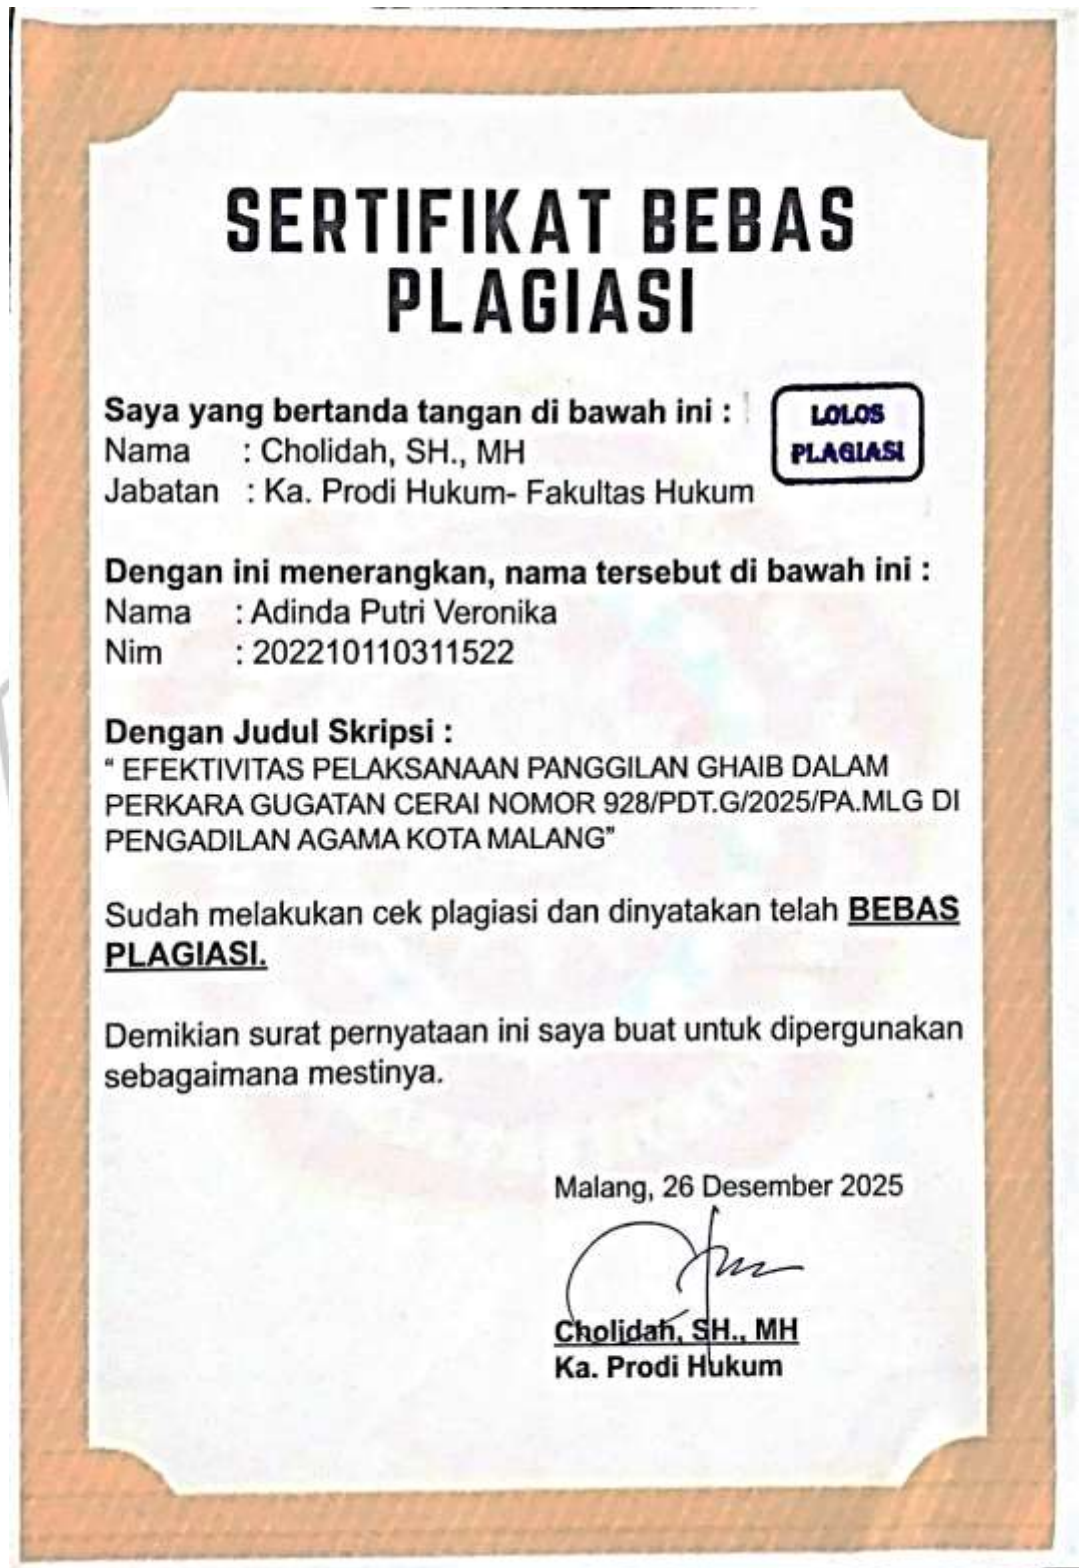 SERTIFIKAT BEBAS
PLAGIASI
Saya yang bertanda tangan di bawah ini :
LOLOS
PLAGIASI
Nama : Cholidah, SH., MH
Jabatan : Ka. Prodi Hukum- Fakultas Hukum
Dengan ini menerangkan, nama tersebut di bawah ini :
Nama : Adinda Putri Veronika
Nim : 202210110311522
Dengan Judul Skripsi :
“ EFEKTIVITAS PELAKSANAAN PANGGILAN GHAIB DALAM
PERKARA GUGATAN CERAI NOMOR 928/PDT.G/2025/PA.MLG DI
PENGADILAN AGAMA KOTA MALANG”
Sudah melakukan cek plagiasi dan dinyatakan telah BEBAS
PLAGIASI.
Demikian surat pernyataan ini saya buat untuk dipergunakan
sebagaimana mestinya.
Malang, 26 Desember 2025
Cholidah, SH., MH
Ka. Prodi Hukum